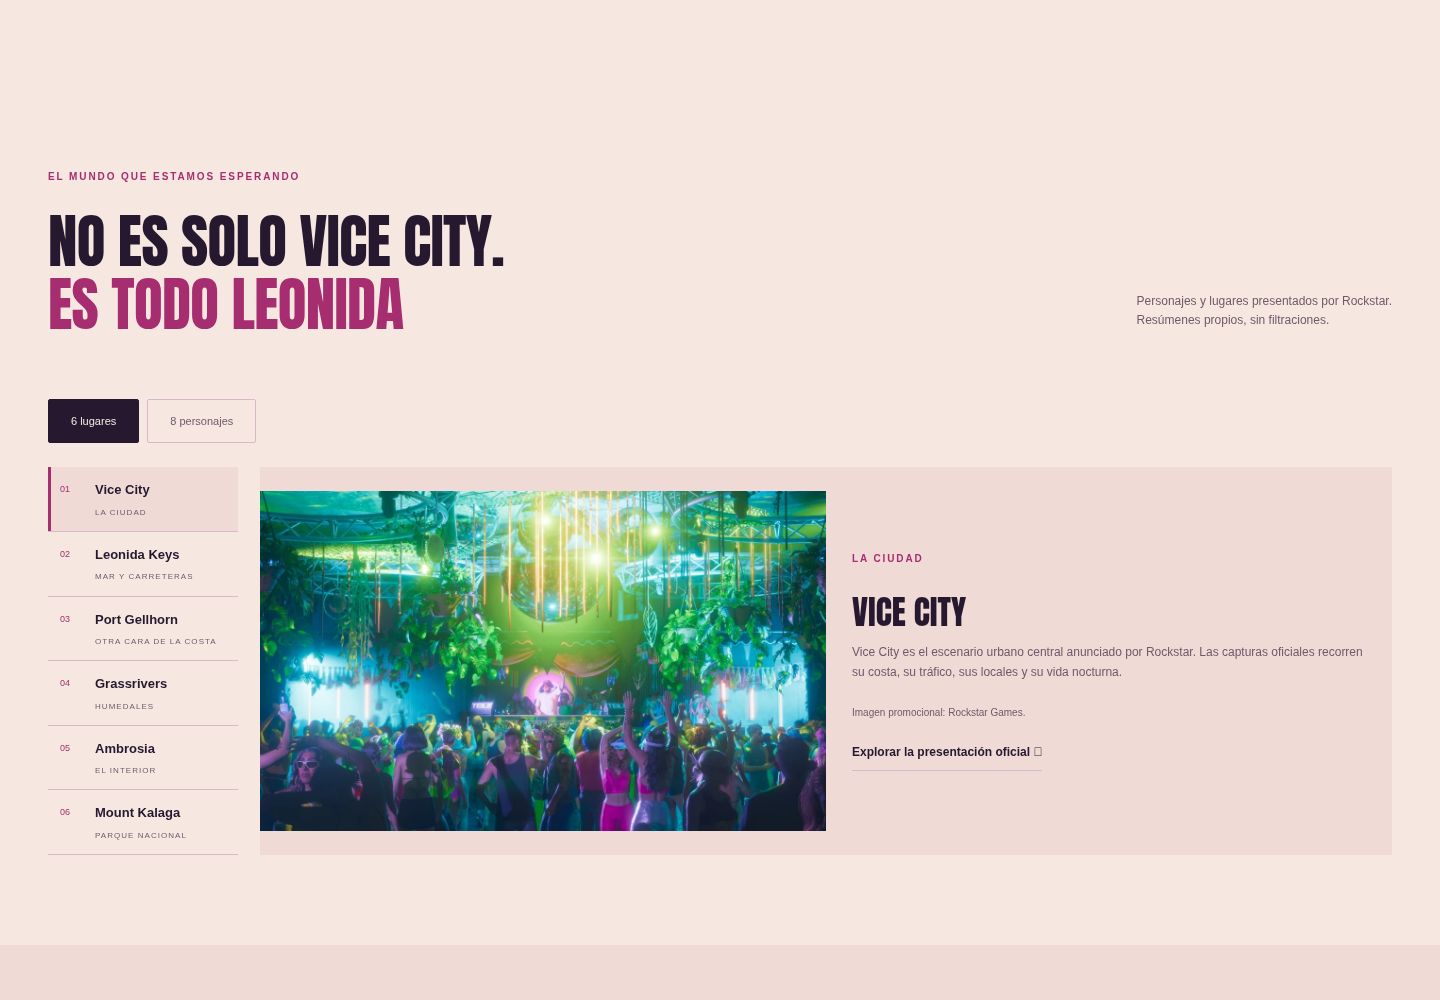 EL MUNDO QUE ESTAMOS ESPERANDO
NO ES SOLO VICE CITY.
ES TODO LEONIDA
Personajes y lugares presentados por Rockstar.
Resúmenes propios, sin filtraciones.
6 lugares
8 personajes
01
Vice City
LA CIUDAD
02
Leonida Keys
MAR Y CARRETERAS
03
Port Gellhorn
OTRA CARA DE LA COSTA
04
Grassrivers
HUMEDALES
05
Ambrosia
EL INTERIOR
06
Mount Kalaga
PARQUE NACIONAL
LA CIUDAD
VICE CITY
Vice City es el escenario urbano central anunciado por Rockstar. Las capturas oficiales recorren
su costa, su tráfico, sus locales y su vida nocturna.
Imagen promocional: Rockstar Games.
Explorar la presentación oficial